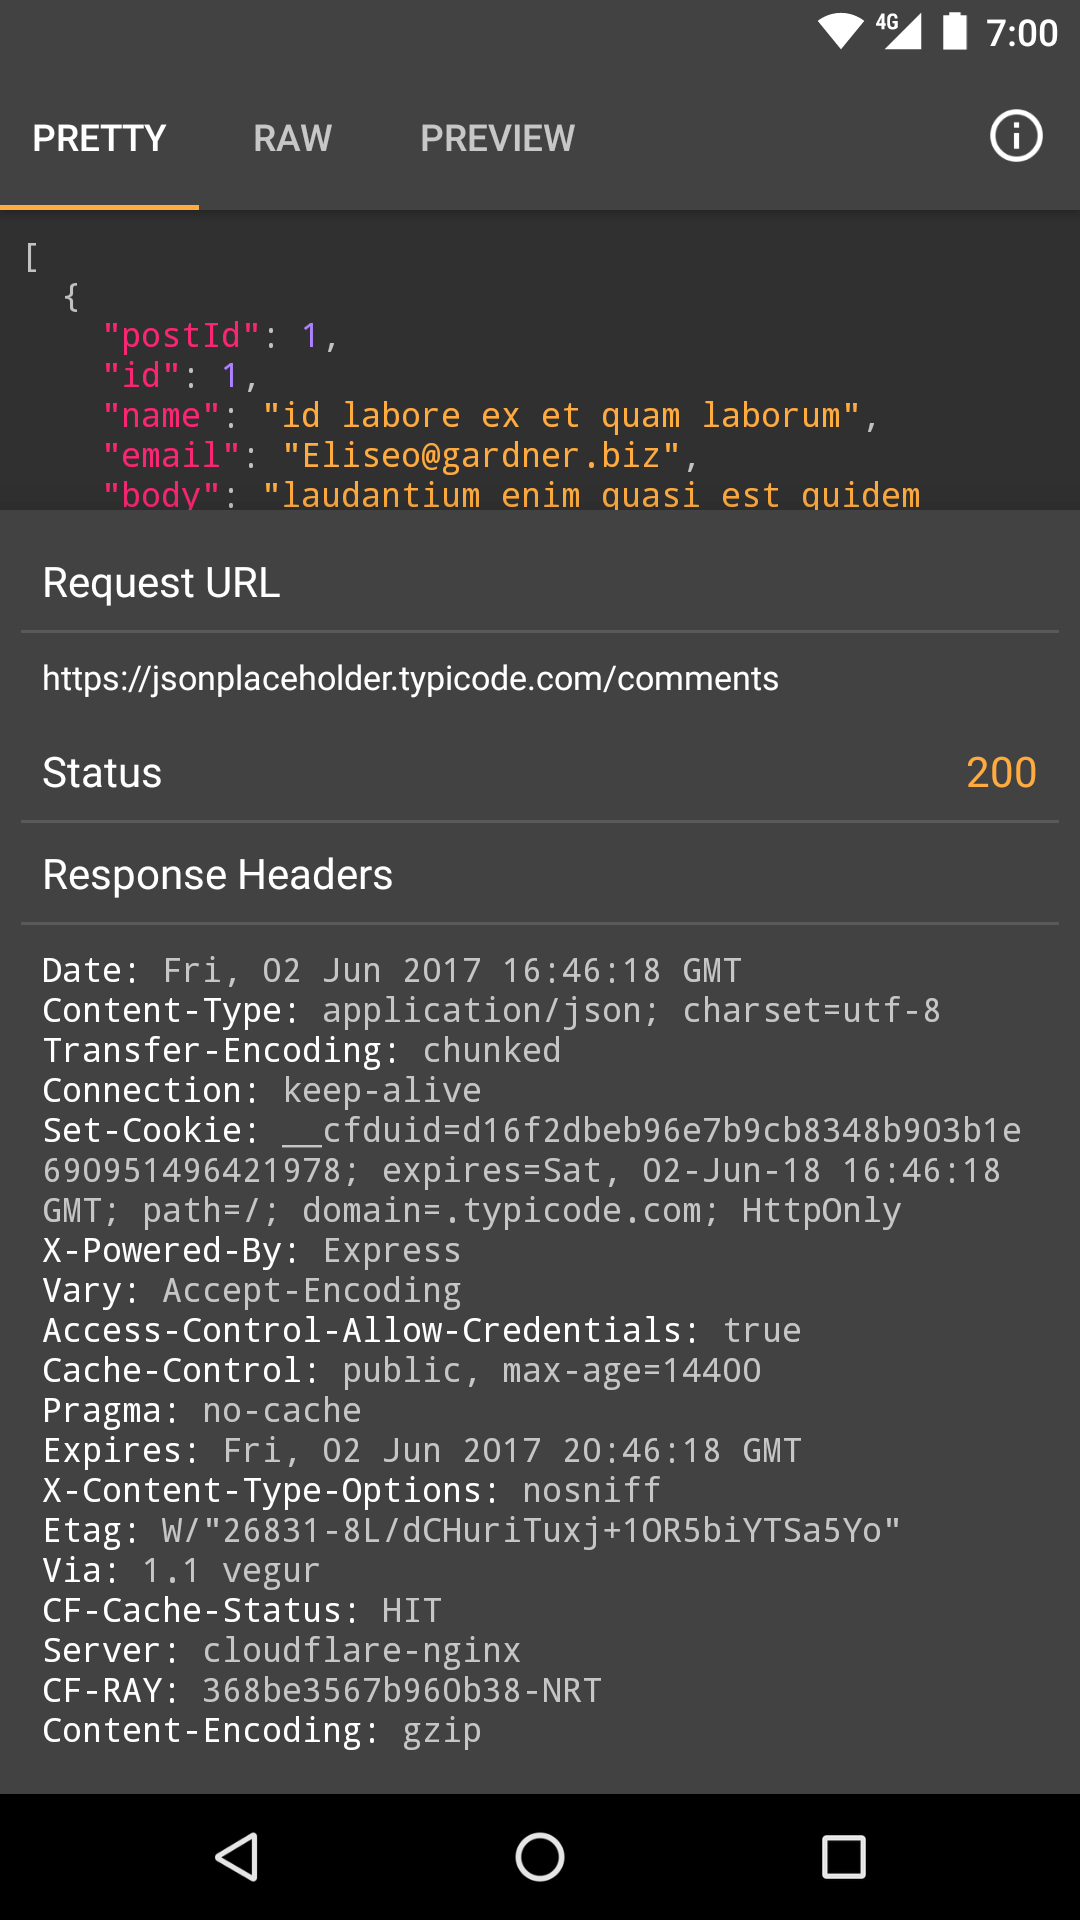 4G 7:00
PRETTY RAW PREVIEW
[
{
"postId": 1,
"id": 1,
"name": "id labore ex et quam laborum",
"email": "Eliseo@gardner.biz",
"body": "laudantium enim quasi est quidem
Request URL
https://jsonplaceholder.typicode.com/comments
Status 200
Response Headers
Date: Fri, 02 Jun 2017 16:46:18 GMT
Content-Type: application/json; charset=utf-8
Transfer-Encoding: chunked
Connection: keep-alive
Set-Cookie: __cfduid=d16f2dbeb96e7b9cb8348b903b1e
690951496421978; expires=Sat, 02-Jun-18 16:46:18
GMT; path=/; domain=.typicode.com; HttpOnly
X-Powered-By: Express
Vary: Accept-Encoding
Access-Control-Allow-Credentials: true
Cache-Control: public, max-age=14400
Pragma: no-cache
Expires: Fri, 02 Jun 2017 20:46:18 GMT
X-Content-Type-Options: nosniff
Etag: W/"26831-8L/dCHuriTuxj+1OR5biYTSa5Yo"
Via: 1.1 vegur
CF-Cache-Status: HIT
Server: cloudflare-nginx
CF-RAY: 368be3567b960b38-NRT
Content-Encoding: gzip